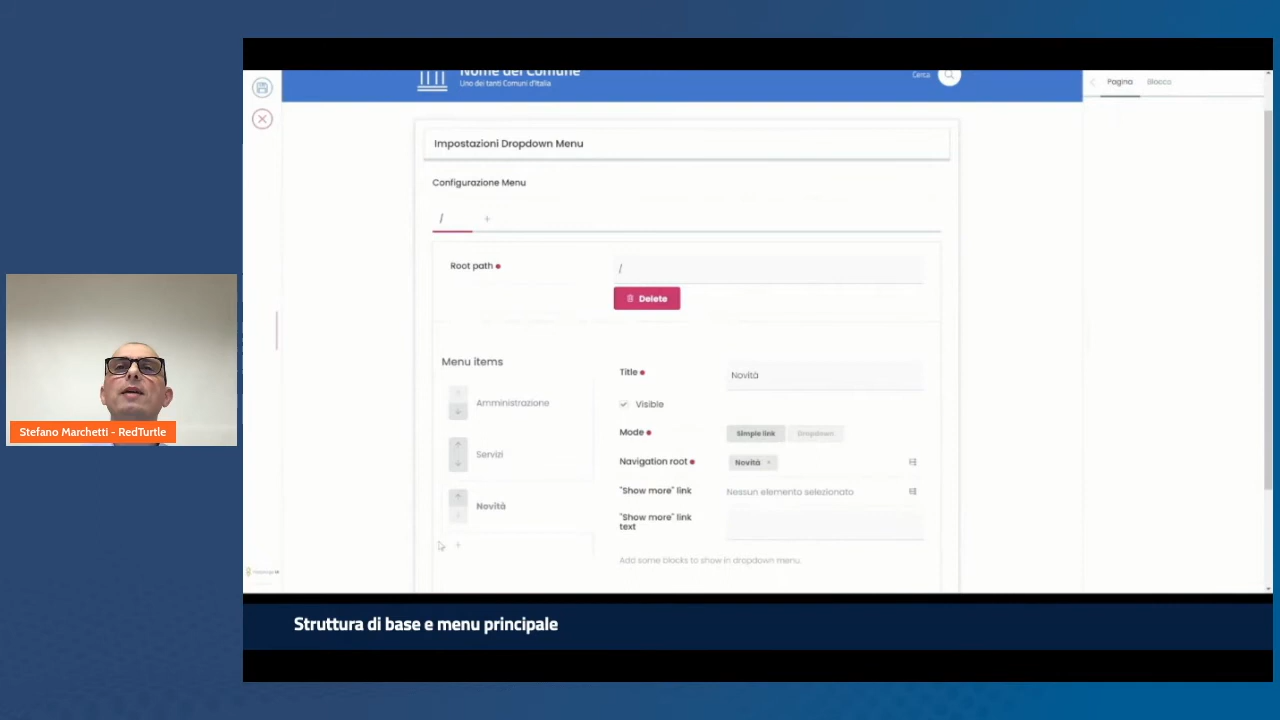 Nome del Comune
Uno dei tanti Comuni d'Italia
Cerca
Pagina
Blocco
Impostazioni Dropdown Menu
Configurazione Menu
/
+
Root path
/
Delete
Menu items
Amministrazione
Servizi
Novità
+
Title
Novità
Visible
Mode
Simple link
Dropdown
Navigation root
Novità ×
"Show more" link
Nessun elemento selezionato
"Show more" link
text
Add some blocks to show in dropdown menu.
Stefano Marchetti - RedTurtle
Struttura di base e menu principale